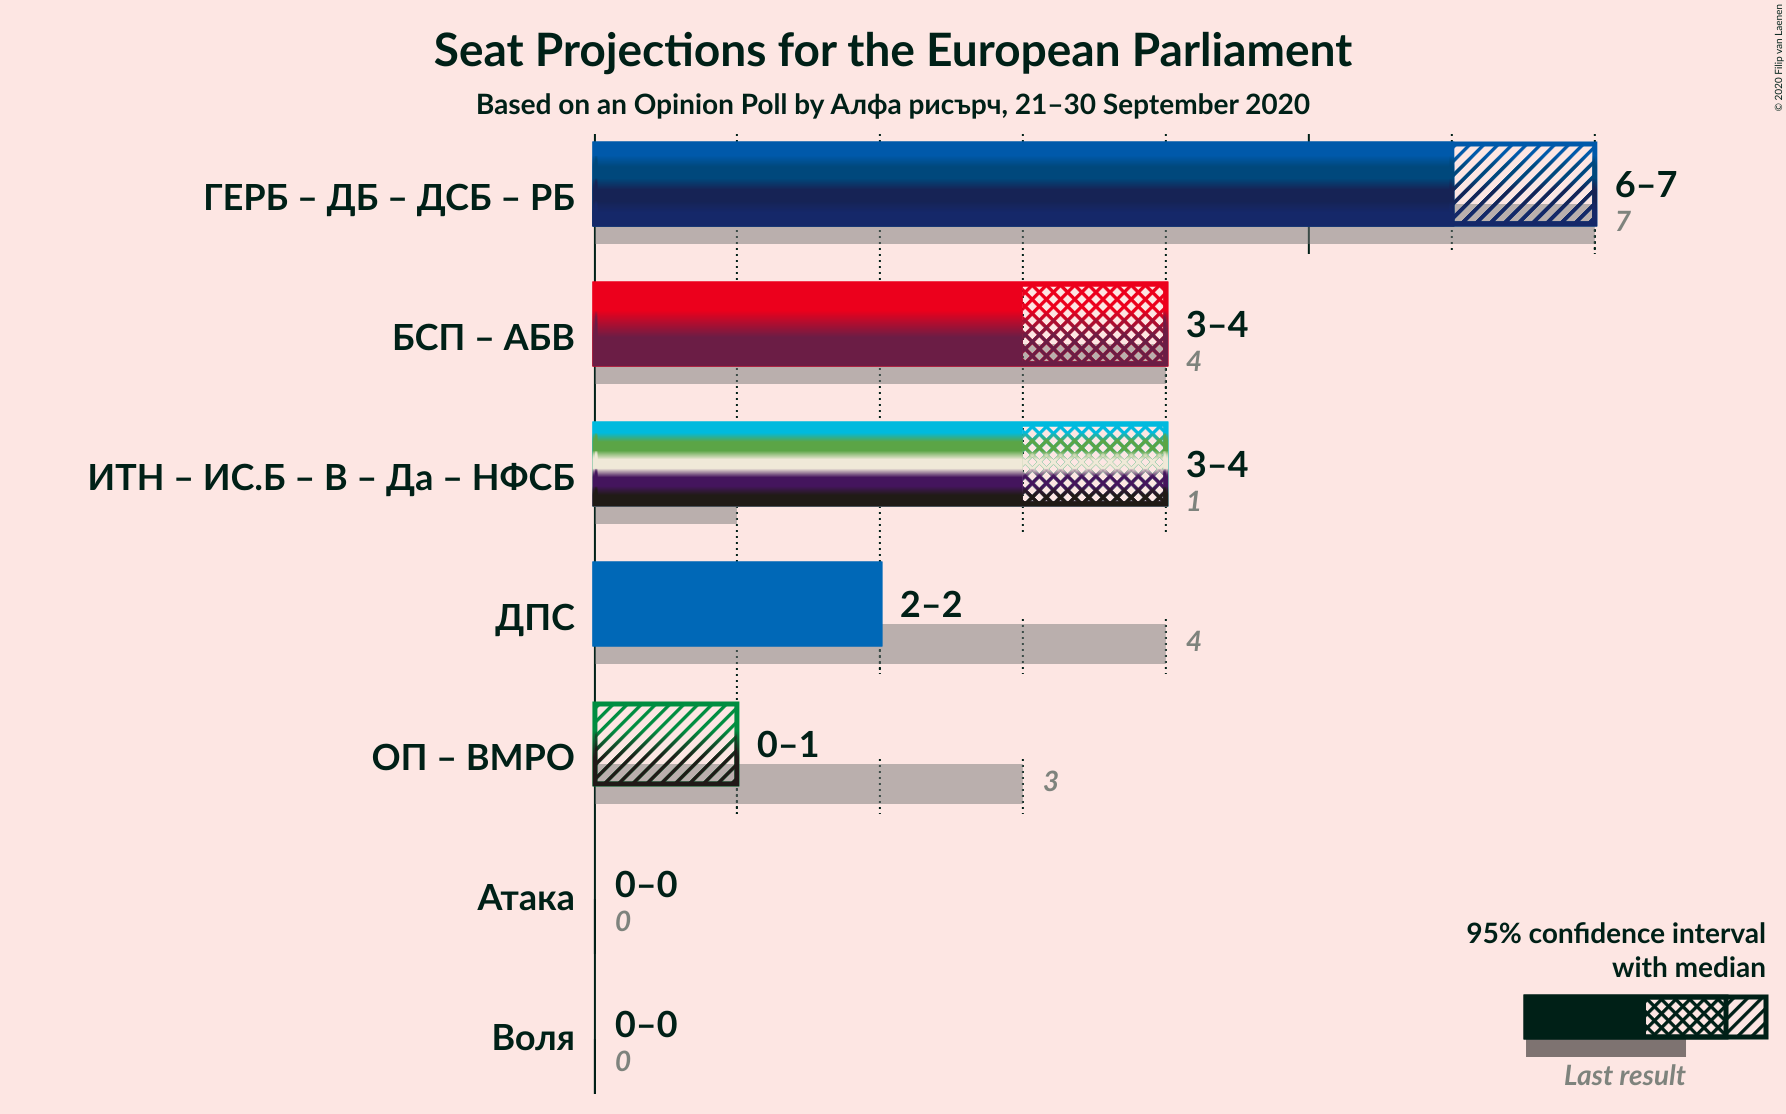 Seat Projections for the European Parliament
Based on an Opinion Poll by Алфа рисърч, 21–30 September 2020
© 2020 Filip van Laenen
ГЕРБ – ДБ – ДСБ – РБ
6–7
7
БСП – АБВ
3–4
4
ИТН – ИС.Б – В – Да – НФСБ
3–4
1
ДПС
2–2
4
ОП – ВМРО
0–1
3
Атака
0–0
0
Воля
0–0
0
95% confidence interval
with median
Last result